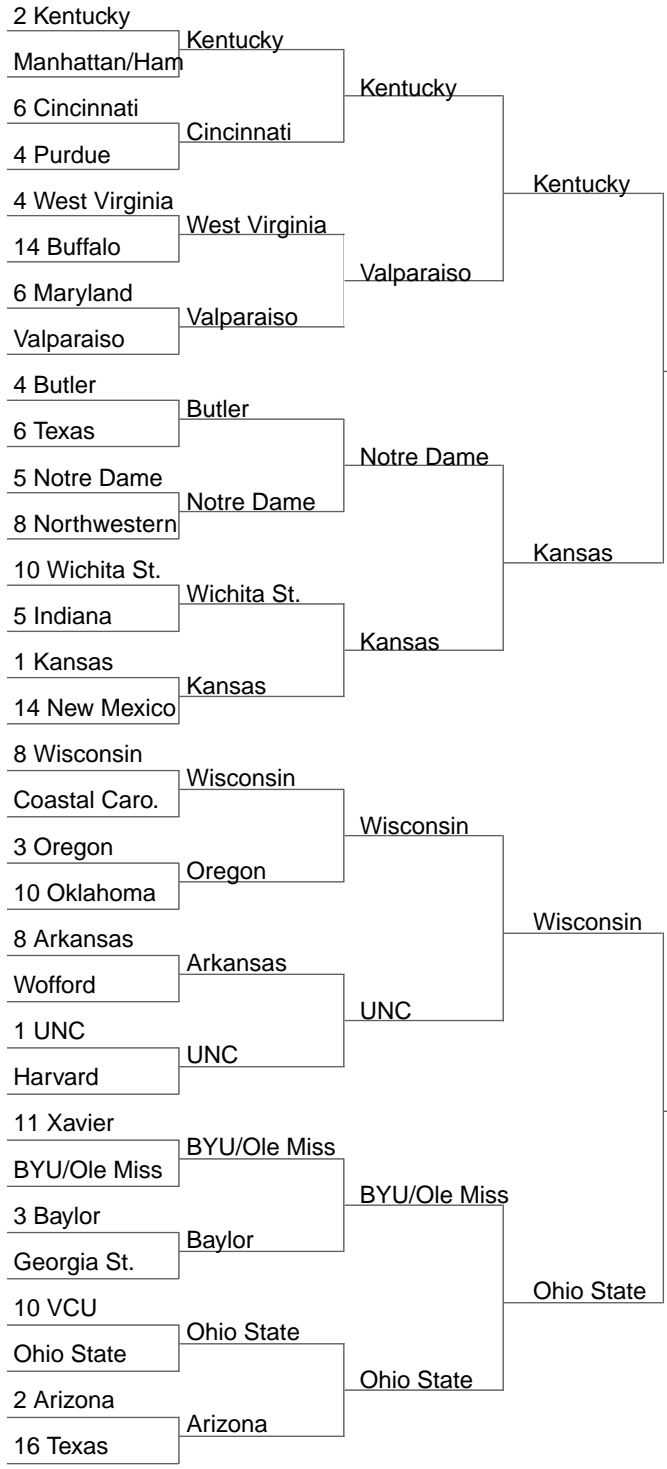 2 Kentucky
Manhattan/Ham
6 Cincinnati
4 Purdue
4 West Virginia
14 Buffalo
6 Maryland
Valparaiso
4 Butler
6 Texas
5 Notre Dame
8 Northwestern
10 Wichita St.
5 Indiana
1 Kansas
14 New Mexico
8 Wisconsin
Coastal Caro.
3 Oregon
10 Oklahoma
8 Arkansas
Wofford
1 UNC
Harvard
11 Xavier
BYU/Ole Miss
3 Baylor
Georgia St.
10 VCU
Ohio State
2 Arizona
16 Texas
Kentucky
Cincinnati
West Virginia
Valparaiso
Butler
Notre Dame
Wichita St.
Kansas
Wisconsin
Oregon
Arkansas
UNC
BYU/Ole Miss
Baylor
Ohio State
Arizona
Kentucky
Valparaiso
Notre Dame
Kansas
Wisconsin
UNC
BYU/Ole Miss
Ohio State
Kentucky
Kansas
Wisconsin
Ohio State